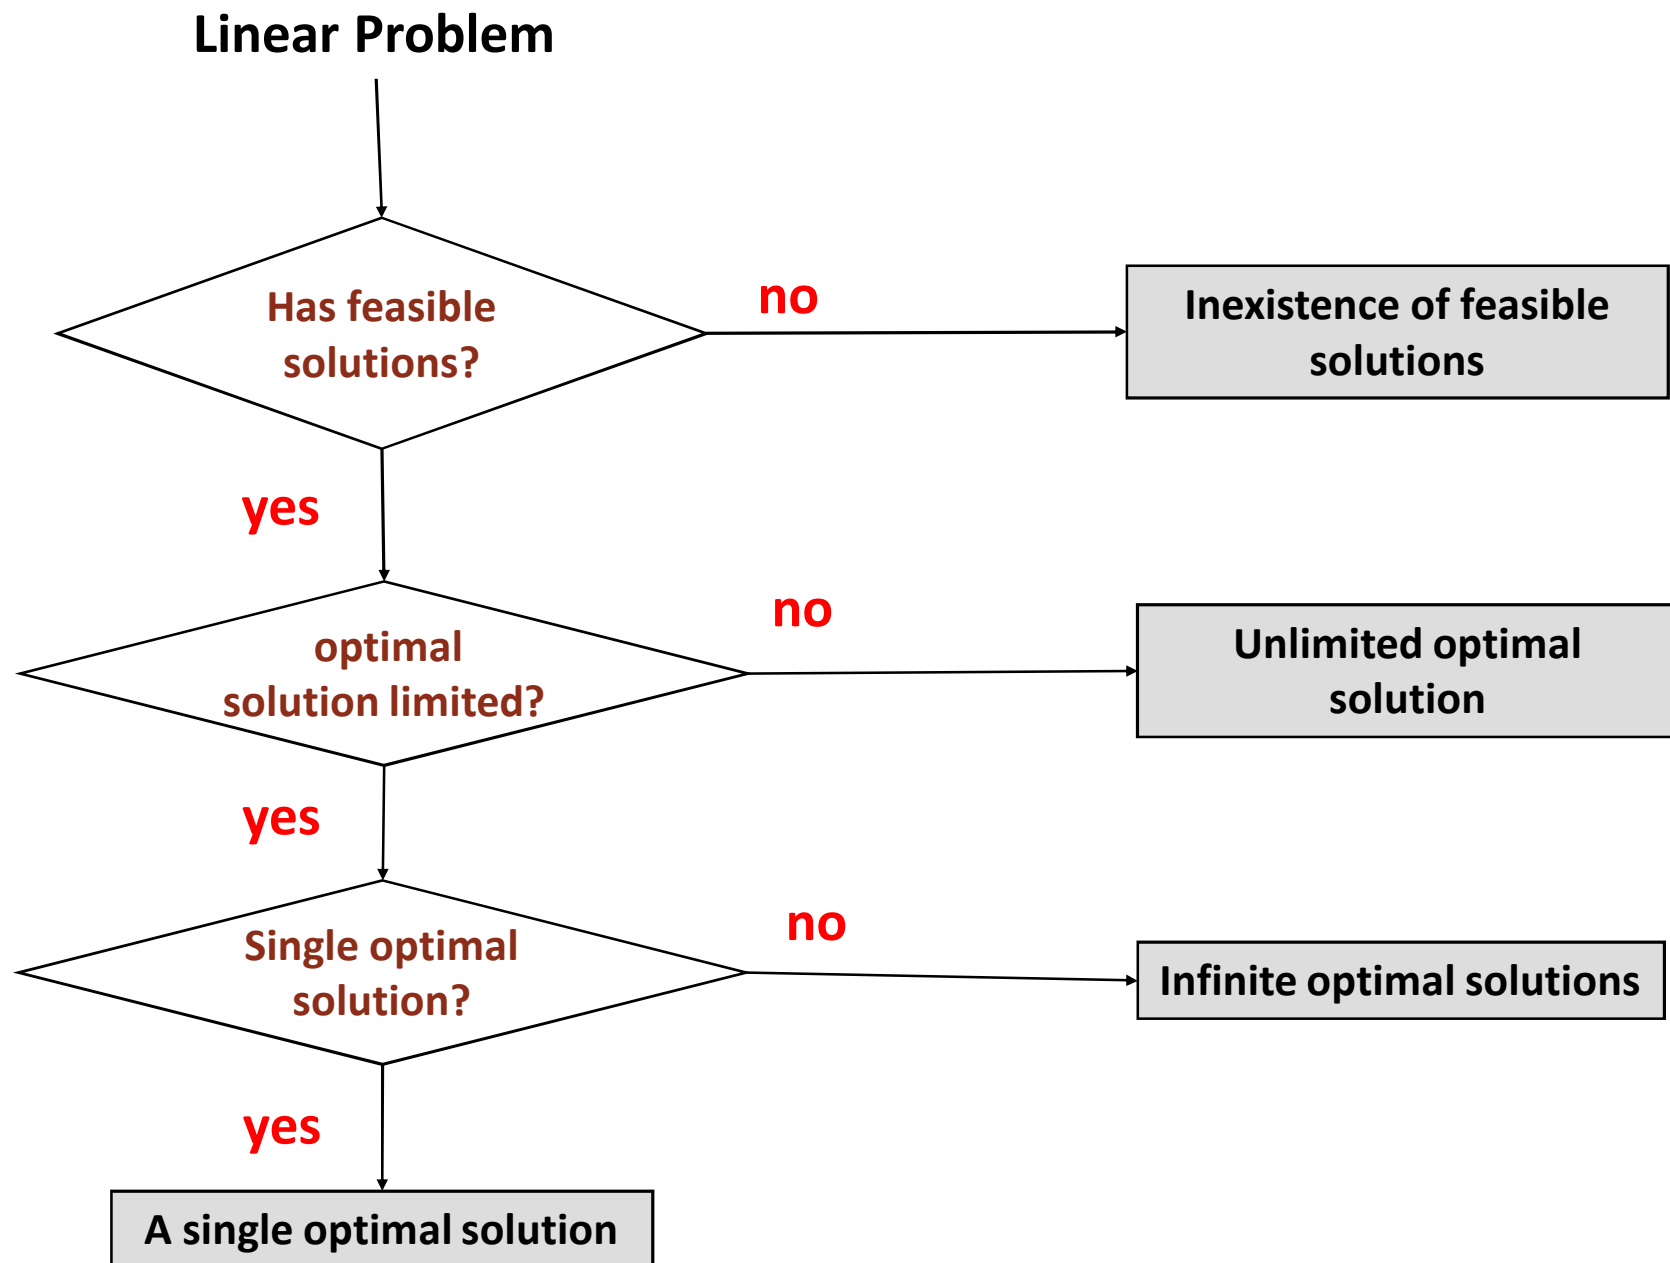 Linear Problem
Has feasible
solutions?
no
Inexistence of feasible
solutions
yes
optimal
solution limited?
no
Unlimited optimal
solution
yes
Single optimal
solution?
no
Infinite optimal solutions
yes
A single optimal solution